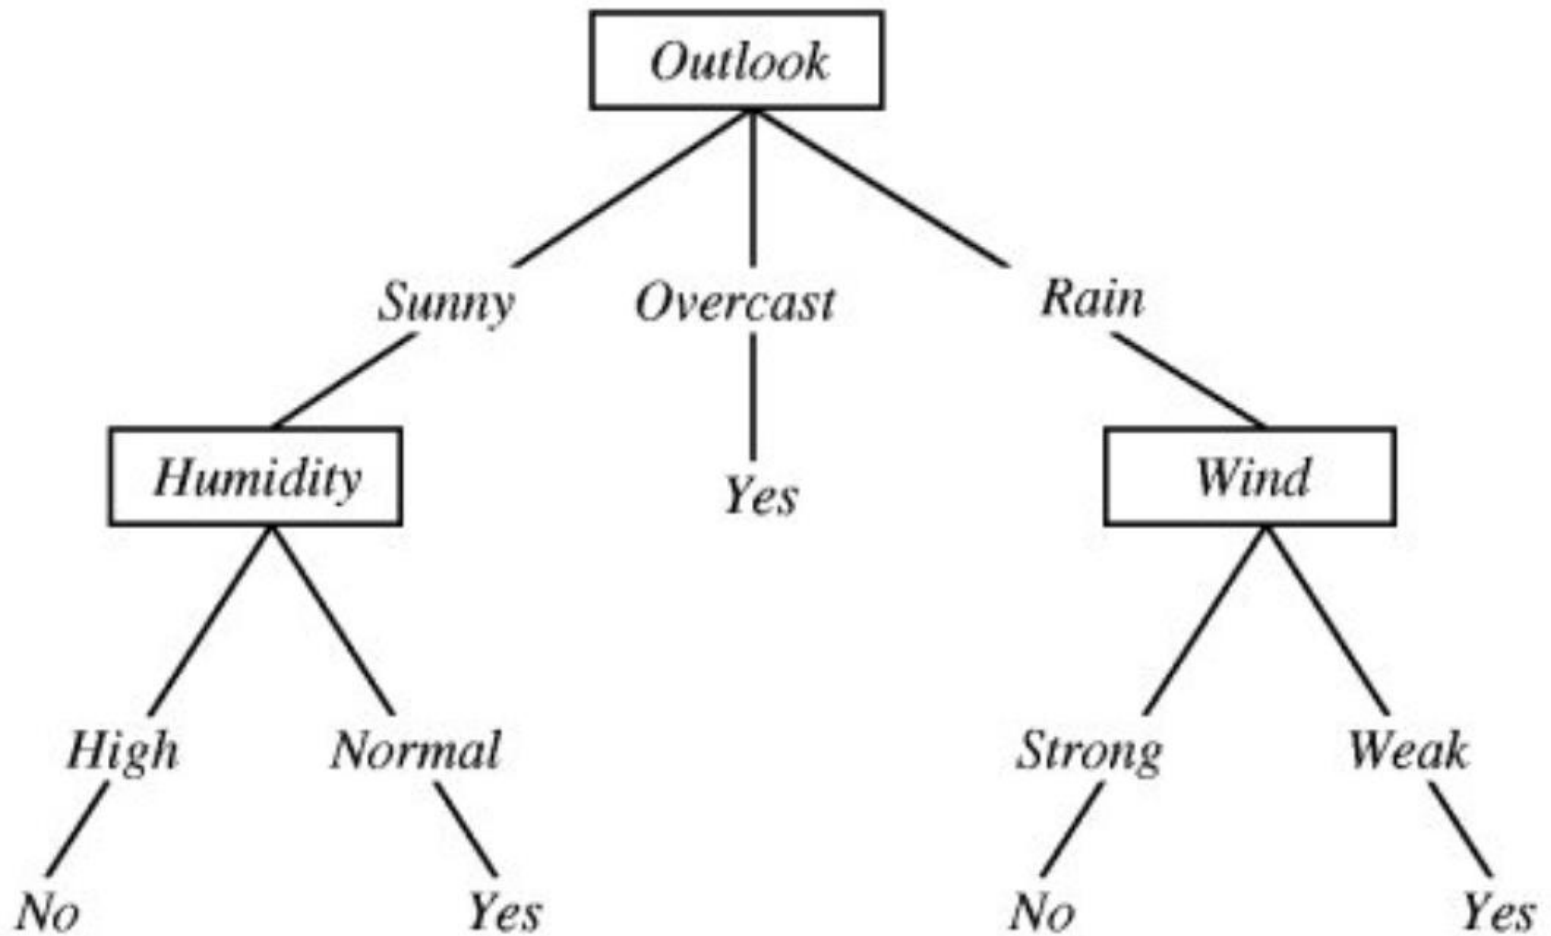 Outlook
Sunny Overcast Rain
Humidity Yes Wind
High Normal Strong Weak
No Yes No Yes